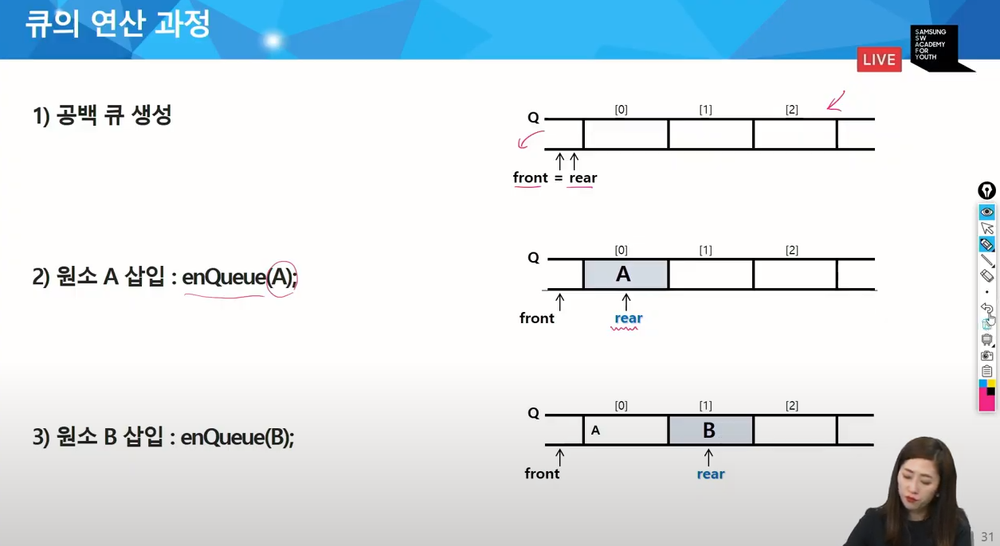 큐의 연산 과정
SAMSUNG
SW
ACADEMY
FOR
YOUTH
LIVE
1) 공백 큐 생성
[0] [1] [2]
Q
front = rear
2) 원소 A 삽입 : enQueue(A);
[0] [1] [2]
Q
A
front rear
3) 원소 B 삽입 : enQueue(B);
[0] [1] [2]
Q
A B
front rear
31